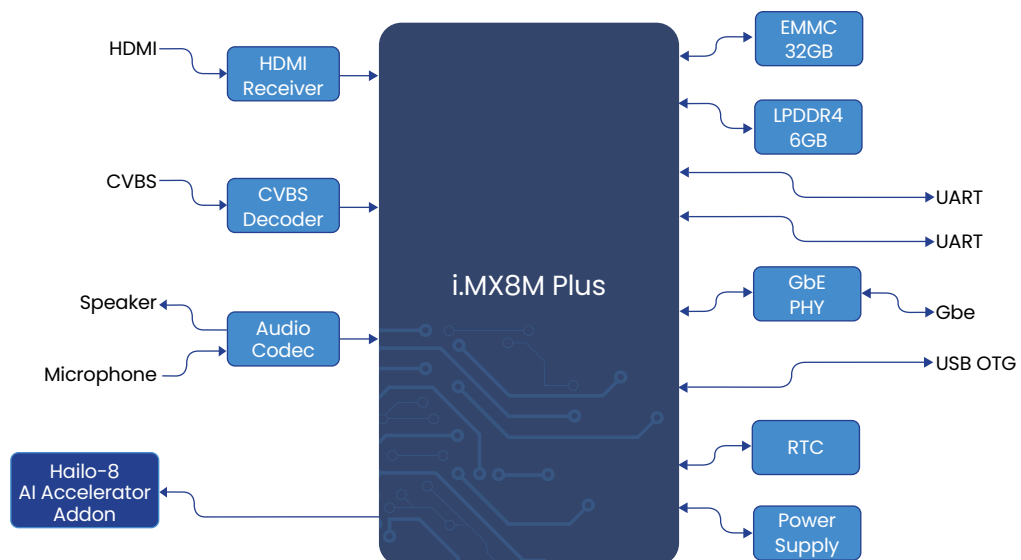 HDMI
HDMI
Receiver
CVBS
CVBS
Decoder
Speaker
Microphone
Audio
Codec
Hailo-8
AI Accelerator
Addon
i.MX8M Plus
EMMC
32GB
LPDDR4
6GB
UART
UART
GbE
PHY
Gbe
USB OTG
RTC
Power
Supply